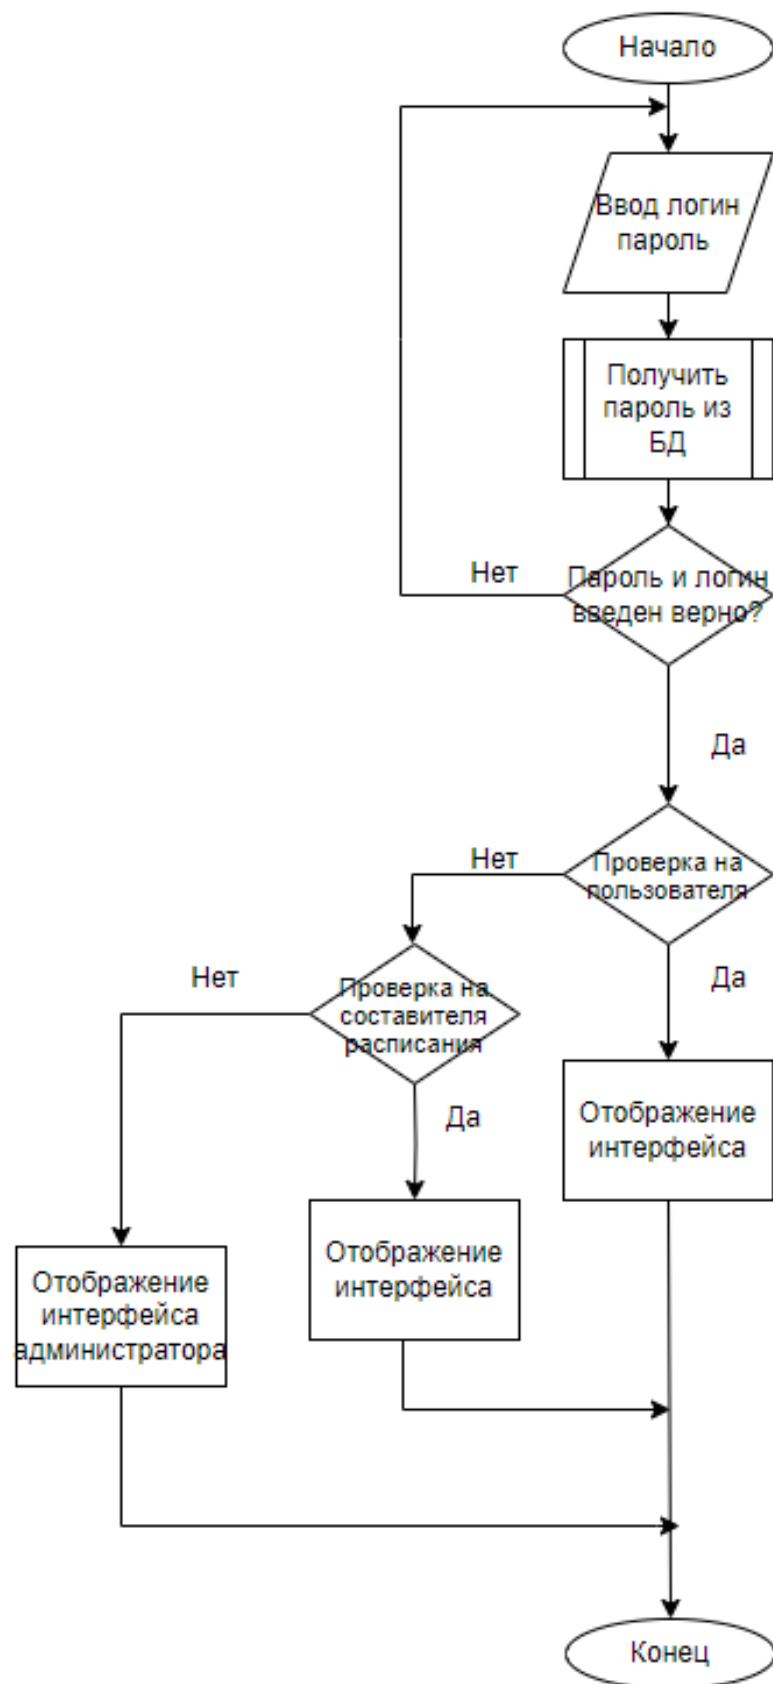 Начало
Ввод логин
пароль
Получить
пароль из
БД
Нет
Пароль и логин
введен верно?
Да
Нет
Проверка на
пользователя
Нет
Проверка на
составителя
расписания
Да
Да
Отображение
интерфейса
Отображение
интерфейса
Отображение
интерфейса
администратора
Конец